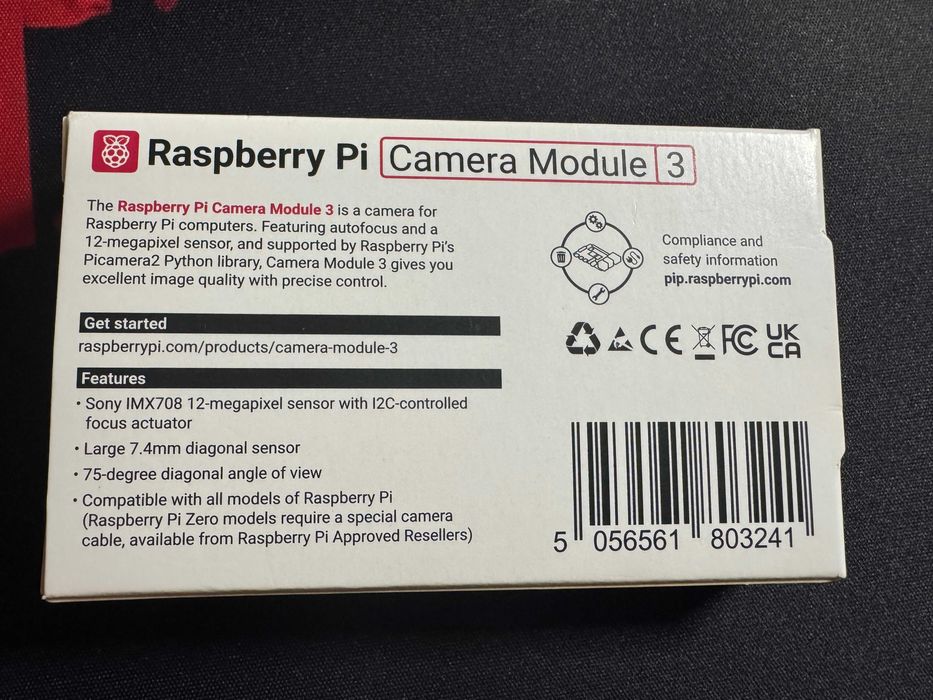 Raspberry Pi Camera Module 3
The Raspberry Pi Camera Module 3 is a camera for
Raspberry Pi computers. Featuring autofocus and a
12-megapixel sensor, and supported by Raspberry Pi's
Picamera2 Python library, Camera Module 3 gives you
excellent image quality with precise control.
Get started
raspberrypi.com/products/camera-module-3
Features
• Sony IMX708 12-megapixel sensor with I2C-controlled
focus actuator
• Large 7.4mm diagonal sensor
• 75-degree diagonal angle of view
• Compatible with all models of Raspberry Pi
(Raspberry Pi Zero models require a special camera
cable, available from Raspberry Pi Approved Resellers)
Compliance and
safety information
pip.raspberrypi.com
CE FC UK
CA
5 056561 803241